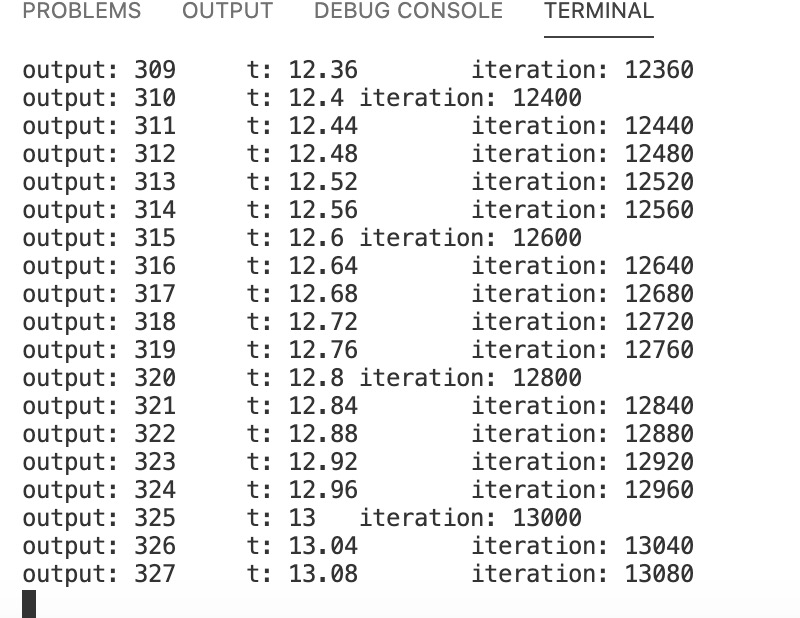 PROBLEMS OUTPUT DEBUG CONSOLE TERMINAL
output: 309 t: 12.36 iteration: 12360
output: 310 t: 12.4 iteration: 12400
output: 311 t: 12.44 iteration: 12440
output: 312 t: 12.48 iteration: 12480
output: 313 t: 12.52 iteration: 12520
output: 314 t: 12.56 iteration: 12560
output: 315 t: 12.6 iteration: 12600
output: 316 t: 12.64 iteration: 12640
output: 317 t: 12.68 iteration: 12680
output: 318 t: 12.72 iteration: 12720
output: 319 t: 12.76 iteration: 12760
output: 320 t: 12.8 iteration: 12800
output: 321 t: 12.84 iteration: 12840
output: 322 t: 12.88 iteration: 12880
output: 323 t: 12.92 iteration: 12920
output: 324 t: 12.96 iteration: 12960
output: 325 t: 13 iteration: 13000
output: 326 t: 13.04 iteration: 13040
output: 327 t: 13.08 iteration: 13080